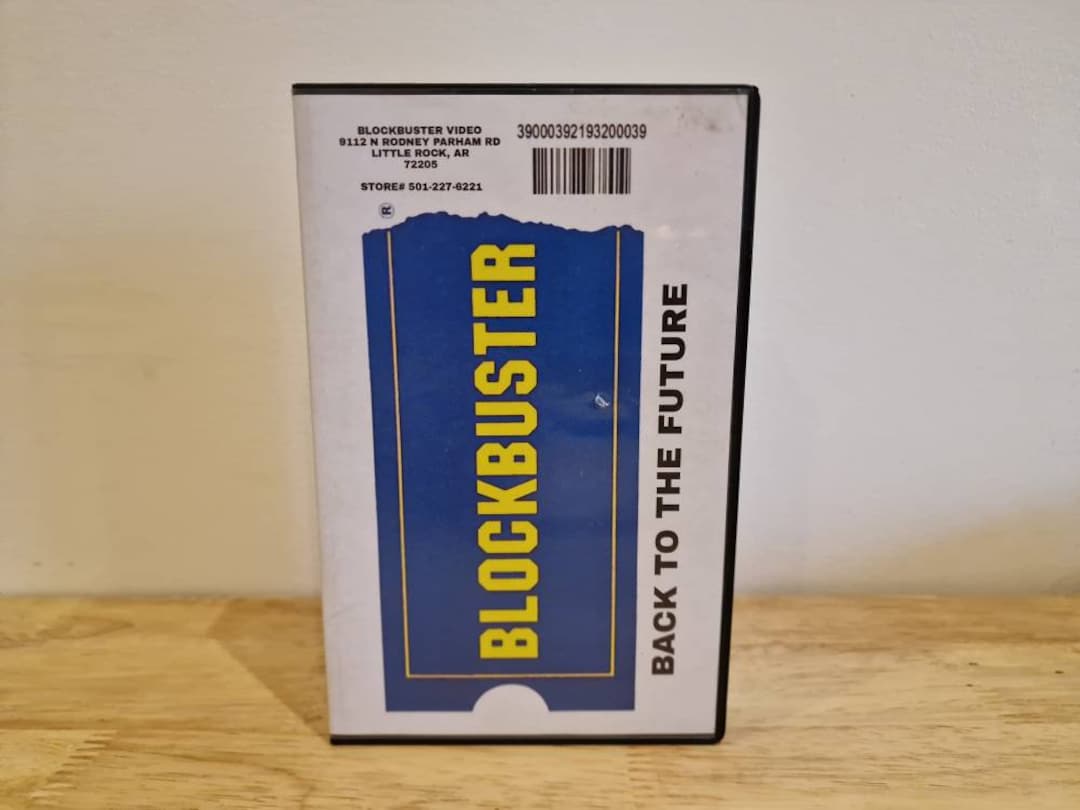 BLOCKBUSTER VIDEO
9112 N RODNEY PARHAM RD
LITTLE ROCK, AR
72205
STORE# 501-227-6221
39000392193200039
®
BLOCKBUSTER
BACK TO THE FUTURE